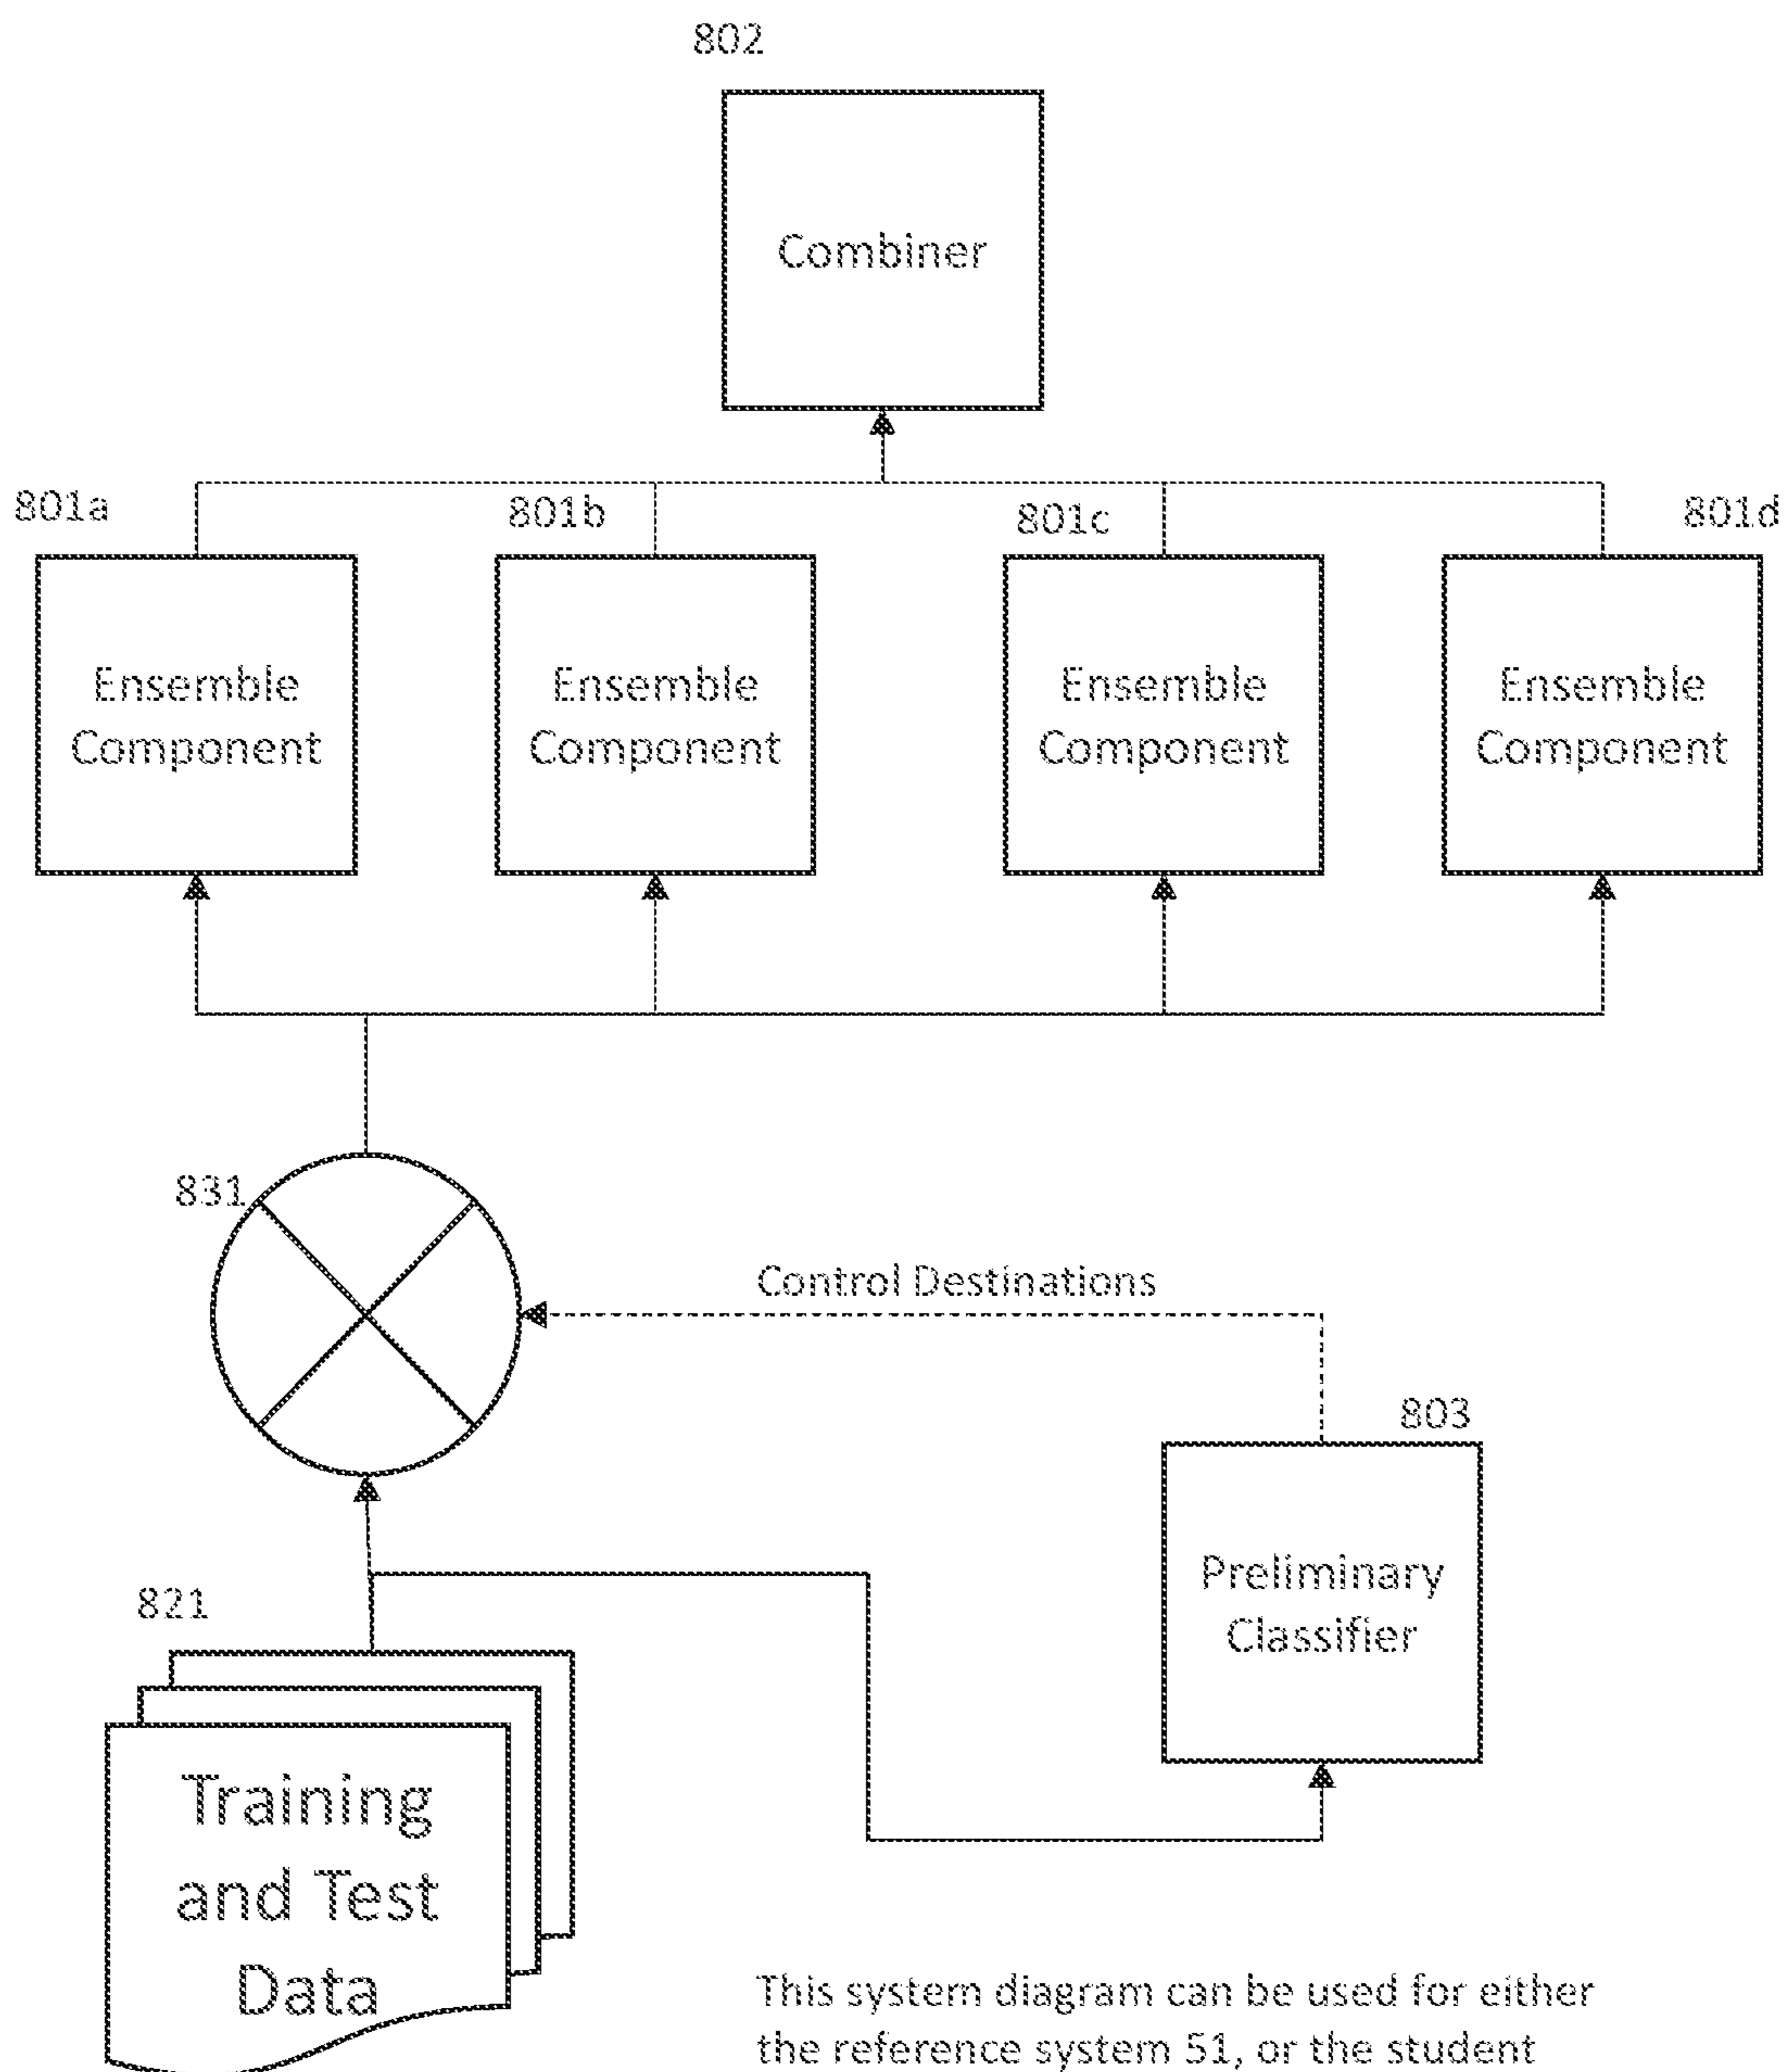 802
Combiner
801a
801b
801c
801d
Ensemble
Component
Ensemble
Component
Ensemble
Component
Ensemble
Component
831
Control Destinations
803
Preliminary
Classifier
821
Training
and Test
Data
This system diagram can be used for either
the reference system 51, or the student